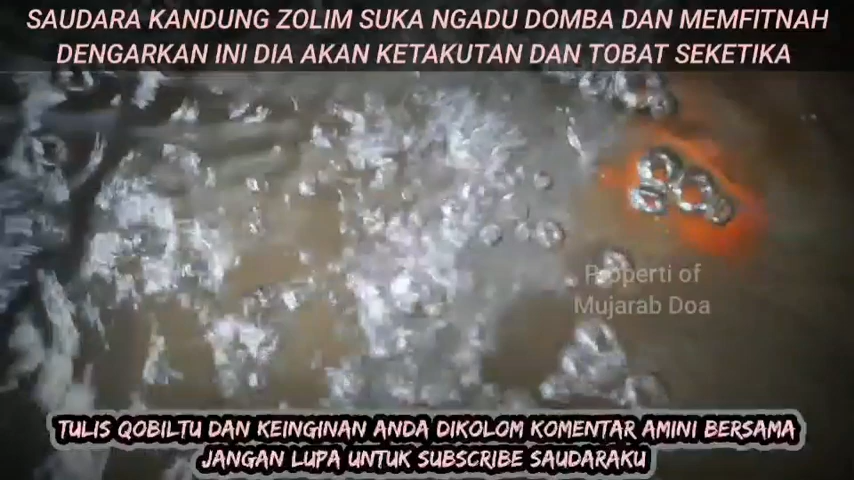 SAUDARA KANDUNG ZOLIM SUKA NGADU DOMBA DAN MEMFITNAH
DENGARKAN INI DIA AKAN KETAKUTAN DAN TOBAT SEKETIKA
Properti of
Mujarab Doa
TULIS QOBILTU DAN KEINGINAN ANDA DIKOLOM KOMENTAR AMINI BERSAMA
JANGAN LUPA UNTUK SUBSCRIBE SAUDARAKU